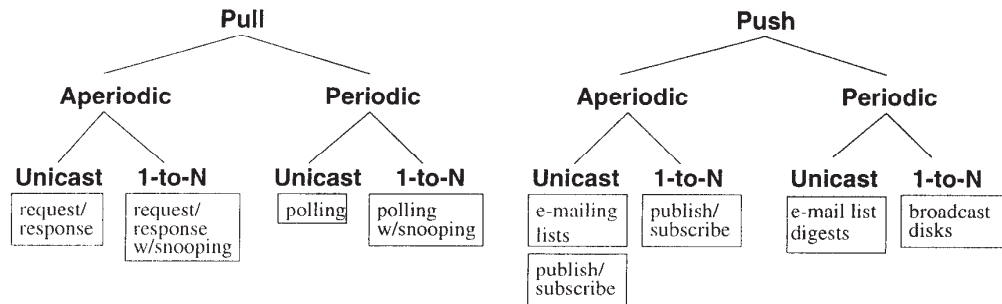 Pull Push
Aperiodic Periodic Aperiodic Periodic
Unicast 1-to-N Unicast 1-to-N Unicast 1-to-N Unicast 1-to-N
request/ request/ polling polling e-mailing publish/ e-mail list broadcast
response response w/snooping lists subscribe digests disks
w/snooping
publish/
subscribe